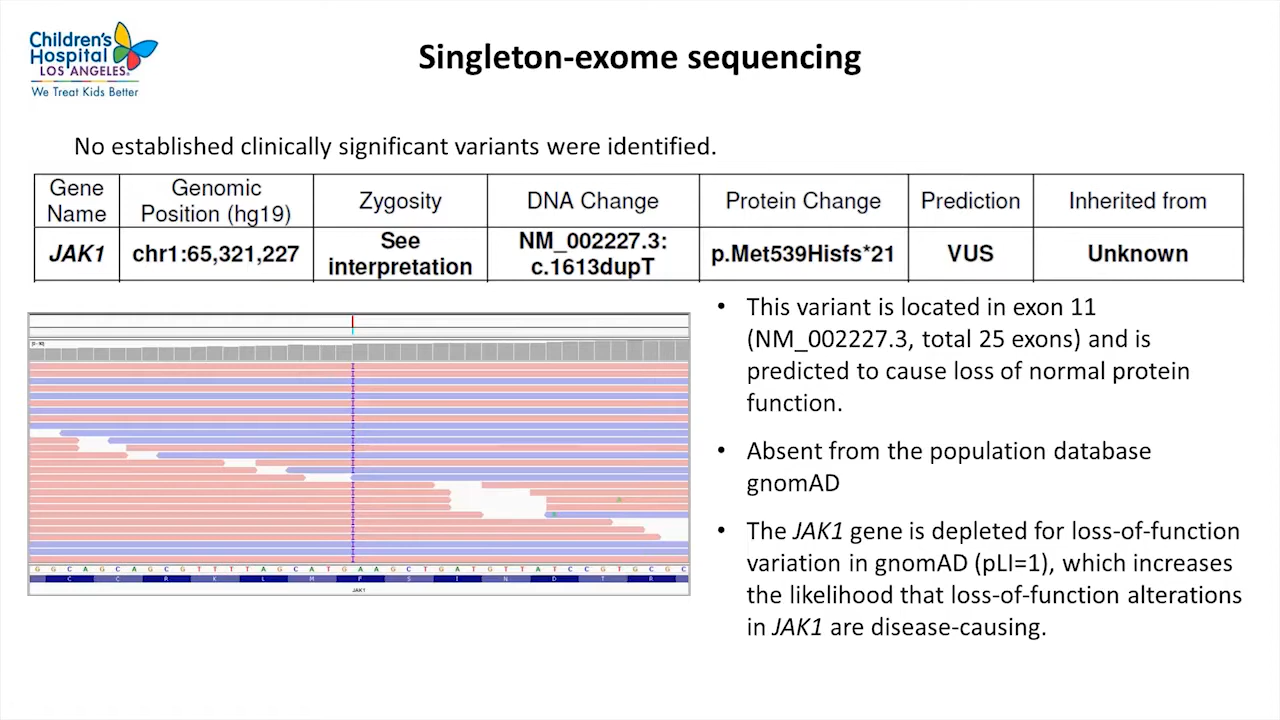 Children's
Hospital
LOS ANGELES®
We Treat Kids Better
Singleton-exome sequencing
No established clinically significant variants were identified.
Gene Name Genomic Position (hg19) Zygosity DNA Change Protein Change Prediction Inherited from
JAK1 chr1:65,321,227 See interpretation NM_002227.3: c.1613dupT p.Met539Hisfs*21 VUS Unknown
• This variant is located in exon 11
(NM_002227.3, total 25 exons) and is
predicted to cause loss of normal protein
function.
• Absent from the population database
gnomAD
• The JAK1 gene is depleted for loss-of-function
variation in gnomAD (pLI=1), which increases
the likelihood that loss-of-function alterations
in JAK1 are disease-causing.
G G C A G C A G C G T T T T A G C A T G A A G C T G A T G T T A T C C G T G C G C
JAK1